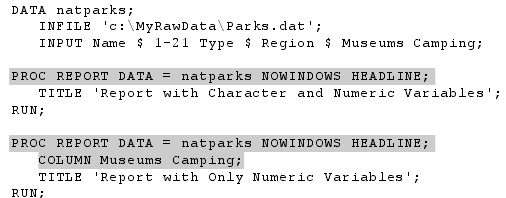 DATA natparks;
INFILE 'c:\MyRawData\Parks.dat';
INPUT Name $ 1-21 Type $ Region $ Museums Camping;
PROC REPORT DATA = natparks NOWINDOWS HEADLINE;
TITLE 'Report with Character and Numeric Variables';
RUN;
PROC REPORT DATA = natparks NOWINDOWS HEADLINE;
COLUMN Museums Camping;
TITLE 'Report with Only Numeric Variables';
RUN;